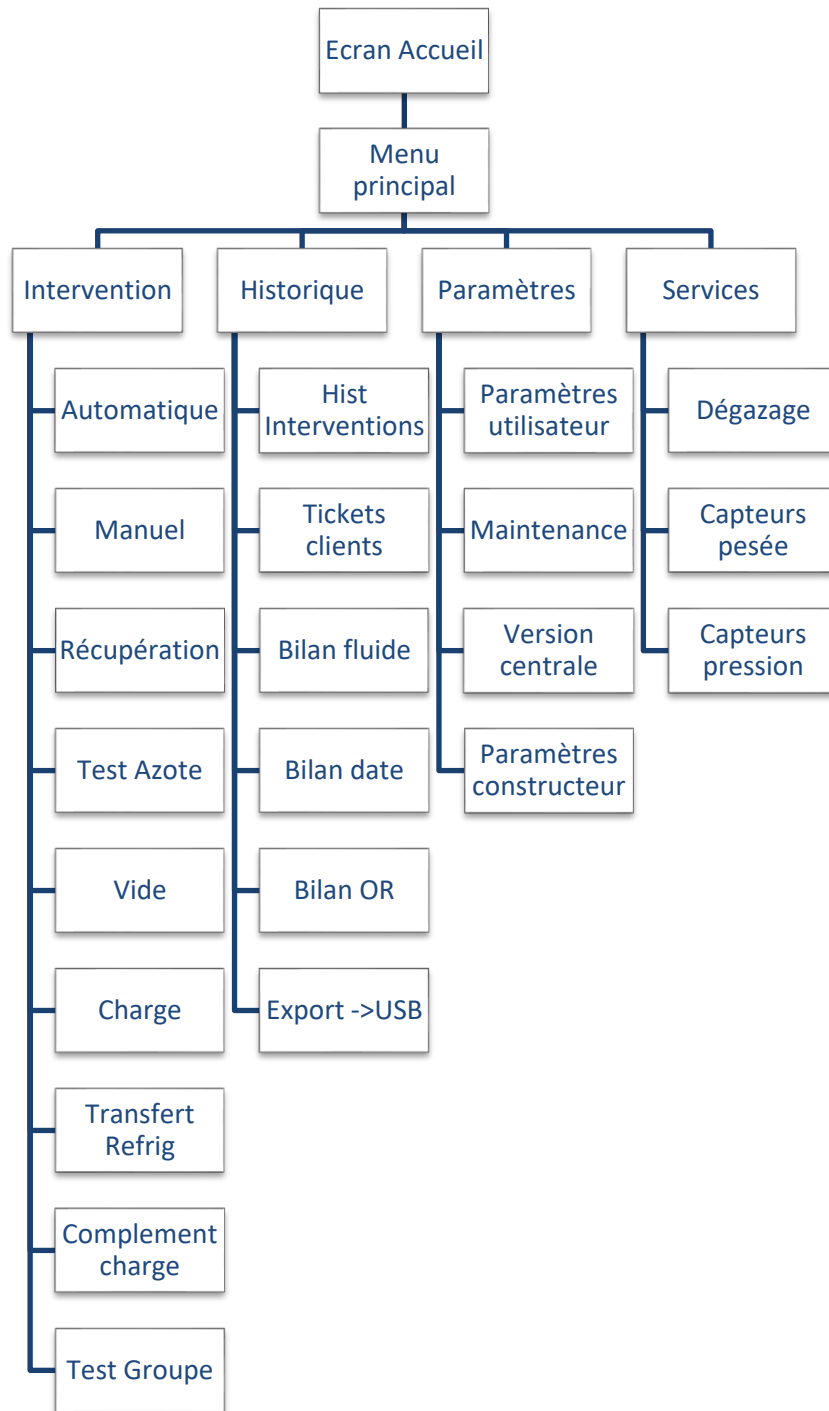 Ecran Accueil
Menu
principal
Intervention
Historique
Paramètres
Services
Automatique
Manuel
Récupération
Test Azote
Vide
Charge
Transfert
Refrig
Complement
charge
Test Groupe
Hist
Interventions
Tickets
clients
Bilan fluide
Bilan date
Bilan OR
Export ->USB
Paramètres
utilisateur
Maintenance
Version
centrale
Paramètres
constructeur
Dégazage
Capteurs
pesée
Capteurs
pression